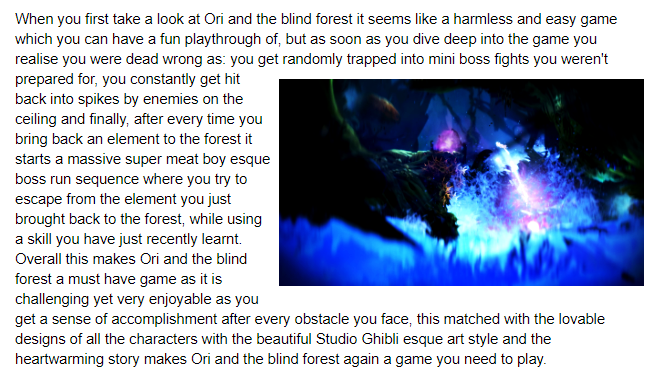 When you first take a look at Ori and the blind forest it seems like a harmless and easy game
which you can have a fun playthrough of, but as soon as you dive deep into the game you
realise you were dead wrong as: you get randomly trapped into mini boss fights you weren't
prepared for, you constantly get hit
back into spikes by enemies on the
ceiling and finally, after every time you
bring back an element to the forest it
starts a massive super meat boy esque
boss run sequence where you try to
escape from the element you just
brought back to the forest, while using
a skill you have just recently learnt.
Overall this makes Ori and the blind
forest a must have game as it is
challenging yet very enjoyable as you
get a sense of accomplishment after every obstacle you face, this matched with the lovable
designs of all the characters with the beautiful Studio Ghibli esque art style and the
heartwarming story makes Ori and the blind forest again a game you need to play.